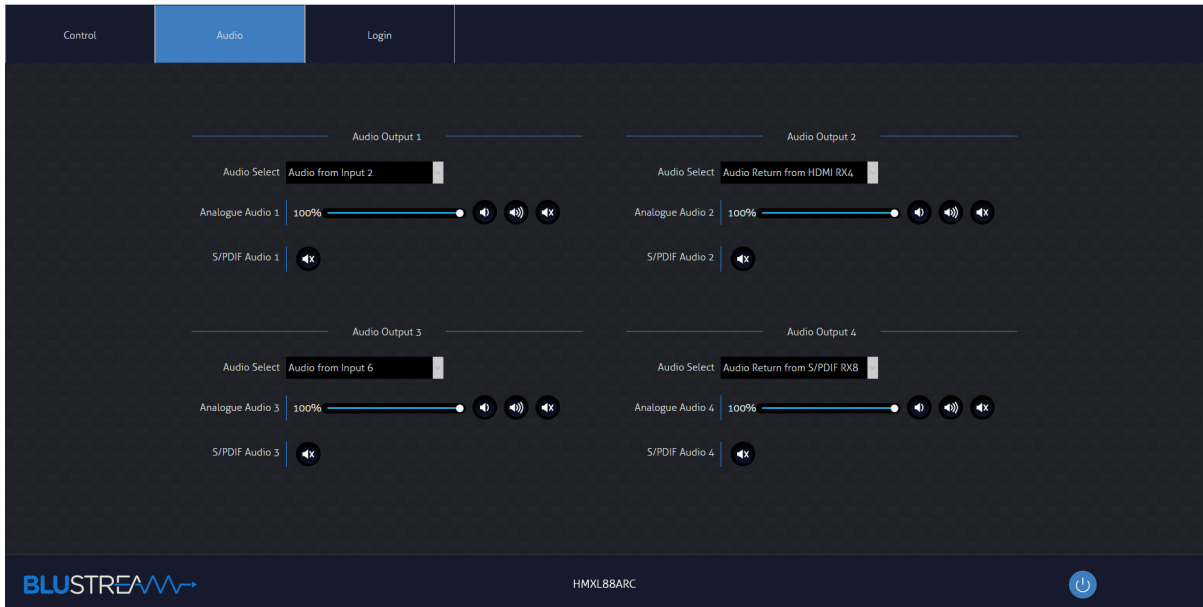 Control Audio Login
Audio Output 1
Audio Select Audio from Input 2
Analogue Audio 1 100%
S/PDIF Audio 1
Audio Output 2
Audio Select Audio Return from HDMI RX4
Analogue Audio 2 100%
S/PDIF Audio 2
Audio Output 3
Audio Select Audio from Input 6
Analogue Audio 3 100%
S/PDIF Audio 3
Audio Output 4
Audio Select Audio Return from S/PDIF RX8
Analogue Audio 4 100%
S/PDIF Audio 4
BLUSTREAM
HMXL88ARC